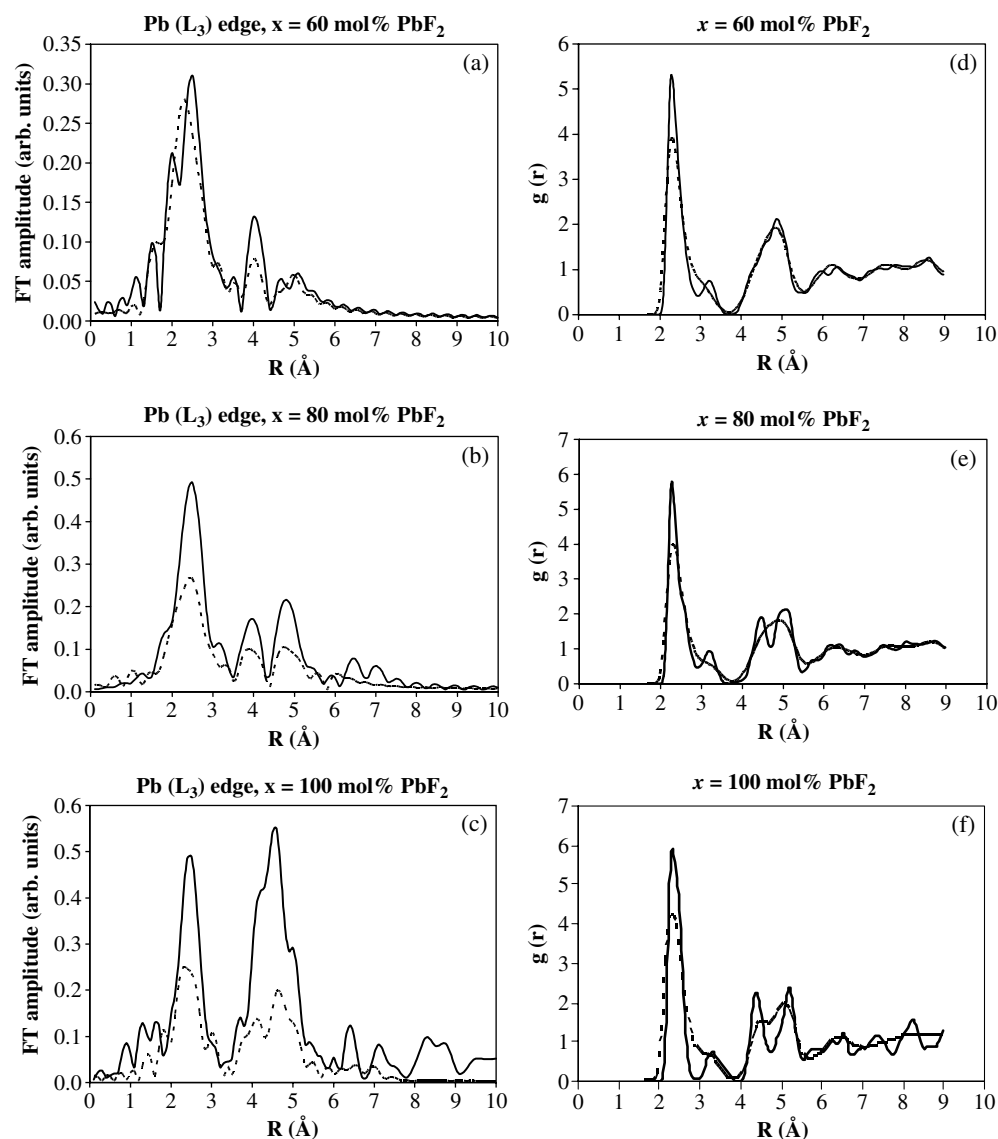 Pb (L₃) edge, x = 60 mol% PbF₂
(a)
FT amplitude (arb. units)
0.35
0.30
0.25
0.20
0.15
0.10
0.05
0.00
0 1 2 3 4 5 6 7 8 9 10
R (Å)
x = 60 mol% PbF₂
(d)
g (r)
6
5
4
3
2
1
0
0 1 2 3 4 5 6 7 8 9 10
R (Å)
Pb (L₃) edge, x = 80 mol% PbF₂
(b)
FT amplitude (arb. units)
0.6
0.5
0.4
0.3
0.2
0.1
0.0
0 1 2 3 4 5 6 7 8 9 10
R (Å)
x = 80 mol% PbF₂
(e)
g (r)
7
6
5
4
3
2
1
0
0 1 2 3 4 5 6 7 8 9 10
R (Å)
Pb (L₃) edge, x = 100 mol% PbF₂
(c)
FT amplitude (arb. units)
0.6
0.5
0.4
0.3
0.2
0.1
0.0
0 1 2 3 4 5 6 7 8 9 10
R (Å)
x = 100 mol% PbF₂
(f)
g (r)
7
6
5
4
3
2
1
0
0 1 2 3 4 5 6 7 8 9 10
R (Å)